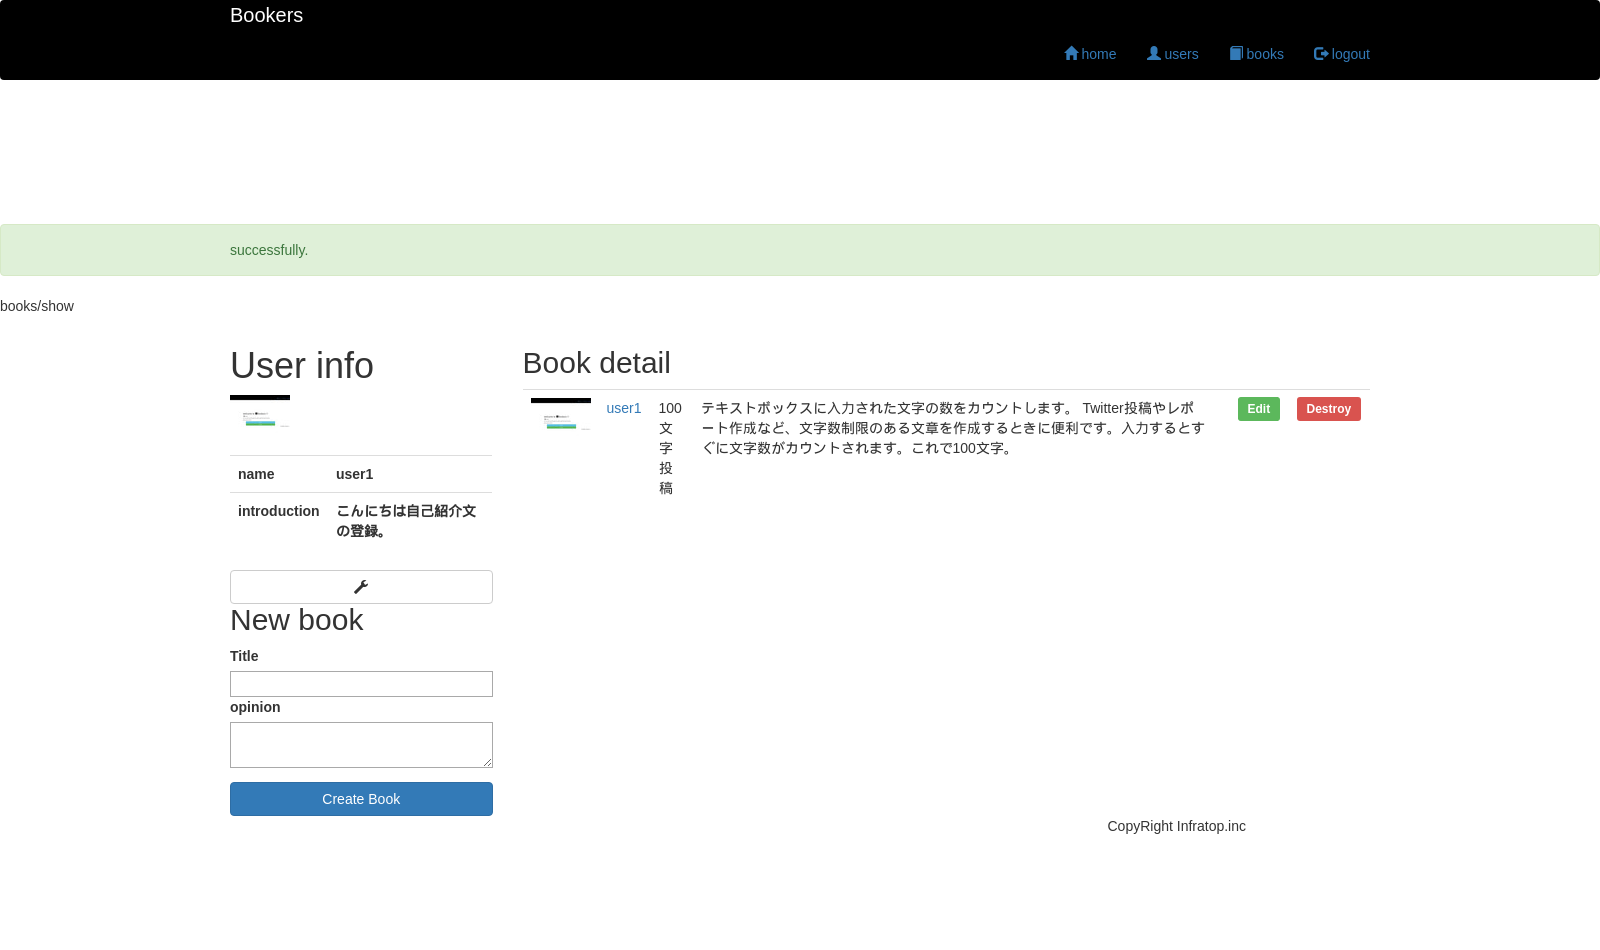 Bookers
home users books logout
successfully.
books/show
User info
name user1
introduction こんにちは自己紹介文
の登録。
New book
Title
opinion
Create Book
Book detail
user1 100 テキストボックスに入力された文字の数をカウントします。 Twitter投稿やレポ Edit Destroy
文 ート作成など、文字数制限のある文章を作成するときに便利です。入力するとす
字 ぐに文字数がカウントされます。これで100文字。
投
稿
CopyRight Infratop.inc